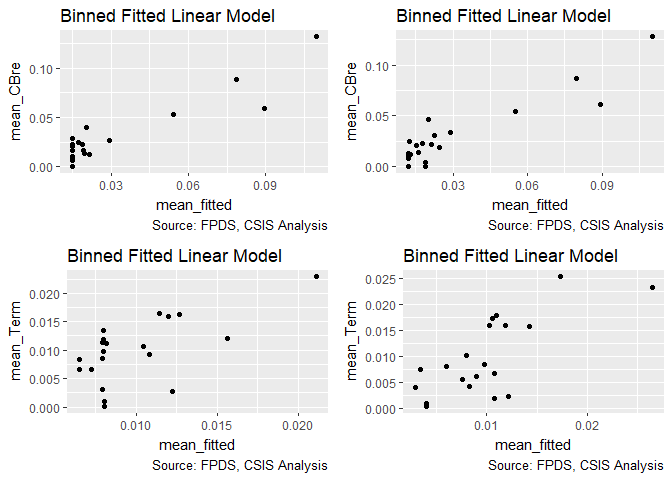 Binned Fitted Linear Model
mean_CBre
0.10
0.05
0.00
0.03 0.06 0.09
mean_fitted
Source: FPDS, CSIS Analysis
Binned Fitted Linear Model
mean_CBre
0.10
0.05
0.00
0.03 0.06 0.09
mean_fitted
Source: FPDS, CSIS Analysis
Binned Fitted Linear Model
mean_Term
0.020
0.015
0.010
0.005
0.000
0.010 0.015 0.020
mean_fitted
Source: FPDS, CSIS Analysis
Binned Fitted Linear Model
mean_Term
0.025
0.020
0.015
0.010
0.005
0.000
0.01 0.02
mean_fitted
Source: FPDS, CSIS Analysis